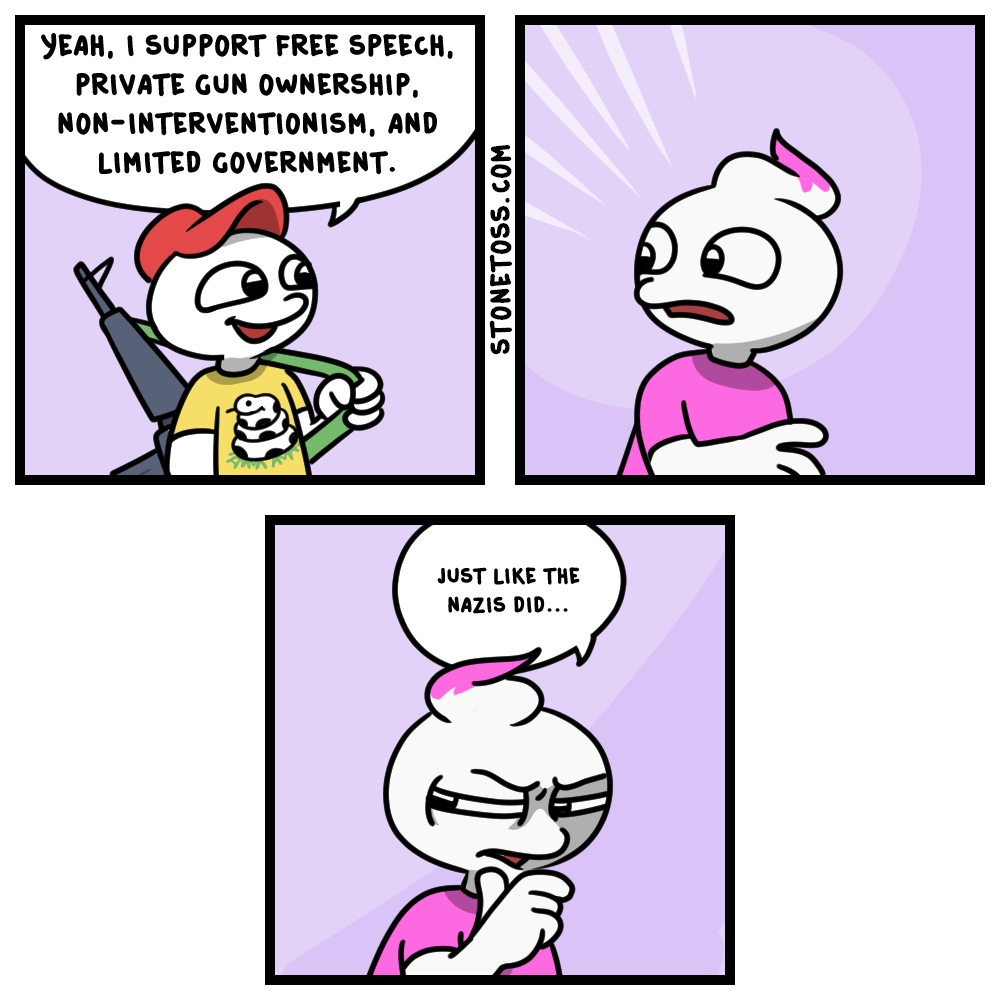 YEAH, I SUPPORT FREE SPEECH,
PRIVATE GUN OWNERSHIP,
NON-INTERVENTIONISM, AND
LIMITED GOVERNMENT.
STONETOSS.COM
JUST LIKE THE
NAZIS DID...